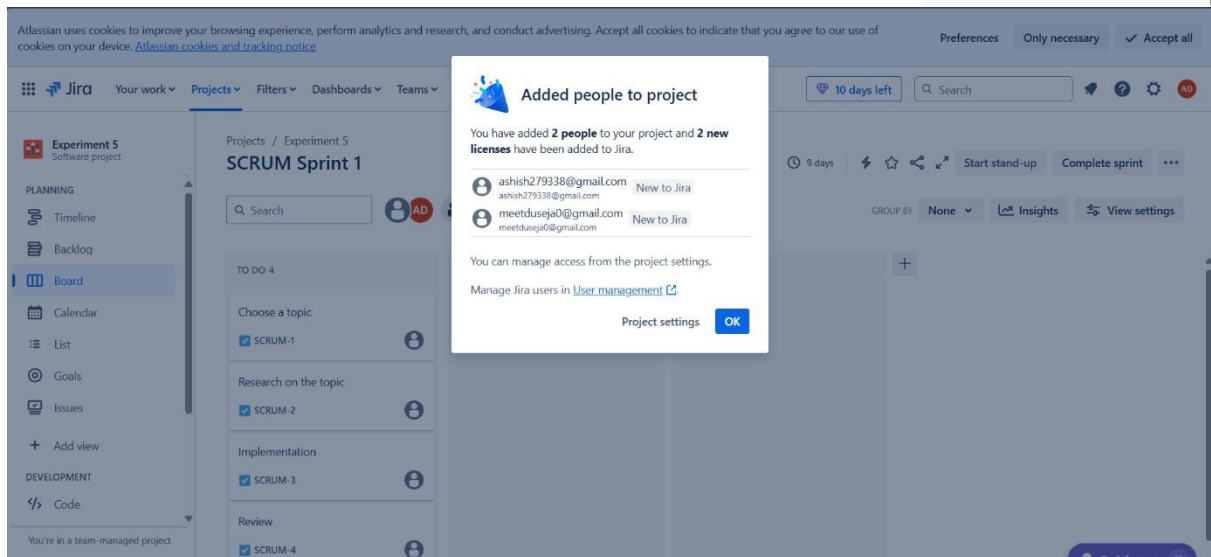 Atlassian uses cookies to improve your browsing experience, perform analytics and research, and conduct advertising. Accept all cookies to indicate that you agree to our use of
cookies on your device. Atlassian cookies and tracking notice
Preferences
Only necessary
Accept all
Jira
Your work
Projects
Filters
Dashboards
Teams
10 days left
Search
AD
Experiment 5
Software project
PLANNING
Timeline
Backlog
Board
Calendar
List
Goals
Issues
Add view
DEVELOPMENT
Code
You're in a team-managed project
Projects / Experiment 5
SCRUM Sprint 1
9 days
Start stand-up
Complete sprint
Search
AD
GROUP BY
None
Insights
View settings
TO DO 4
Choose a topic
SCRUM-1
Research on the topic
SCRUM-2
Implementation
SCRUM-3
Review
SCRUM-4
Added people to project
You have added 2 people to your project and 2 new
licenses have been added to Jira.
ashish279338@gmail.com
New to Jira
ashish279338@gmail.com
meetduseja0@gmail.com
New to Jira
meetduseja0@gmail.com
You can manage access from the project settings.
Manage Jira users in User management.
Project settings
OK